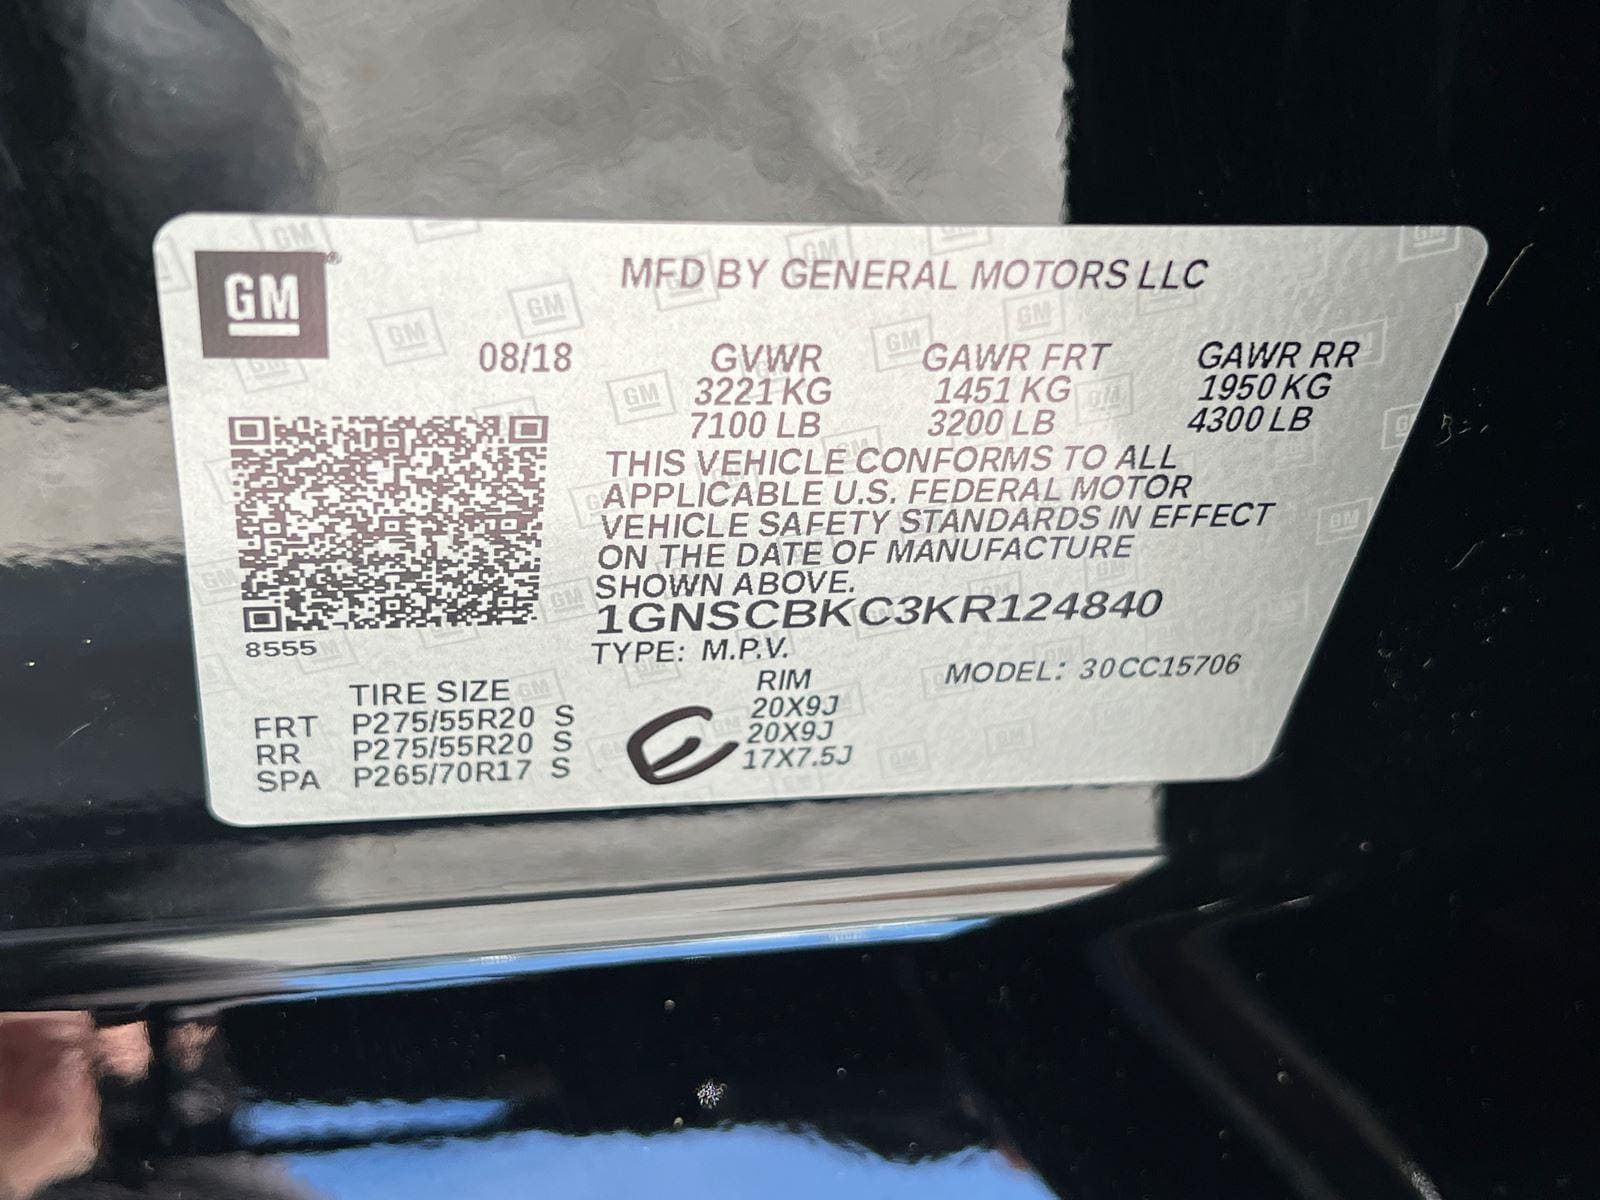 GM
MFD BY GENERAL MOTORS LLC
08/18 GVWR GAWR FRT GAWR RR
3221 KG 1451 KG 1950 KG
7100 LB 3200 LB 4300 LB
THIS VEHICLE CONFORMS TO ALL
APPLICABLE U.S. FEDERAL MOTOR
VEHICLE SAFETY STANDARDS IN EFFECT
ON THE DATE OF MANUFACTURE
SHOWN ABOVE.
1GNSCBKC3KR124840
8555
TYPE: M.P.V. MODEL: 30CC15706
TIRE SIZE RIM
FRT P275/55R20 S 20X9J
RR P275/55R20 S 20X9J
SPA P265/70R17 S 17X7.5J